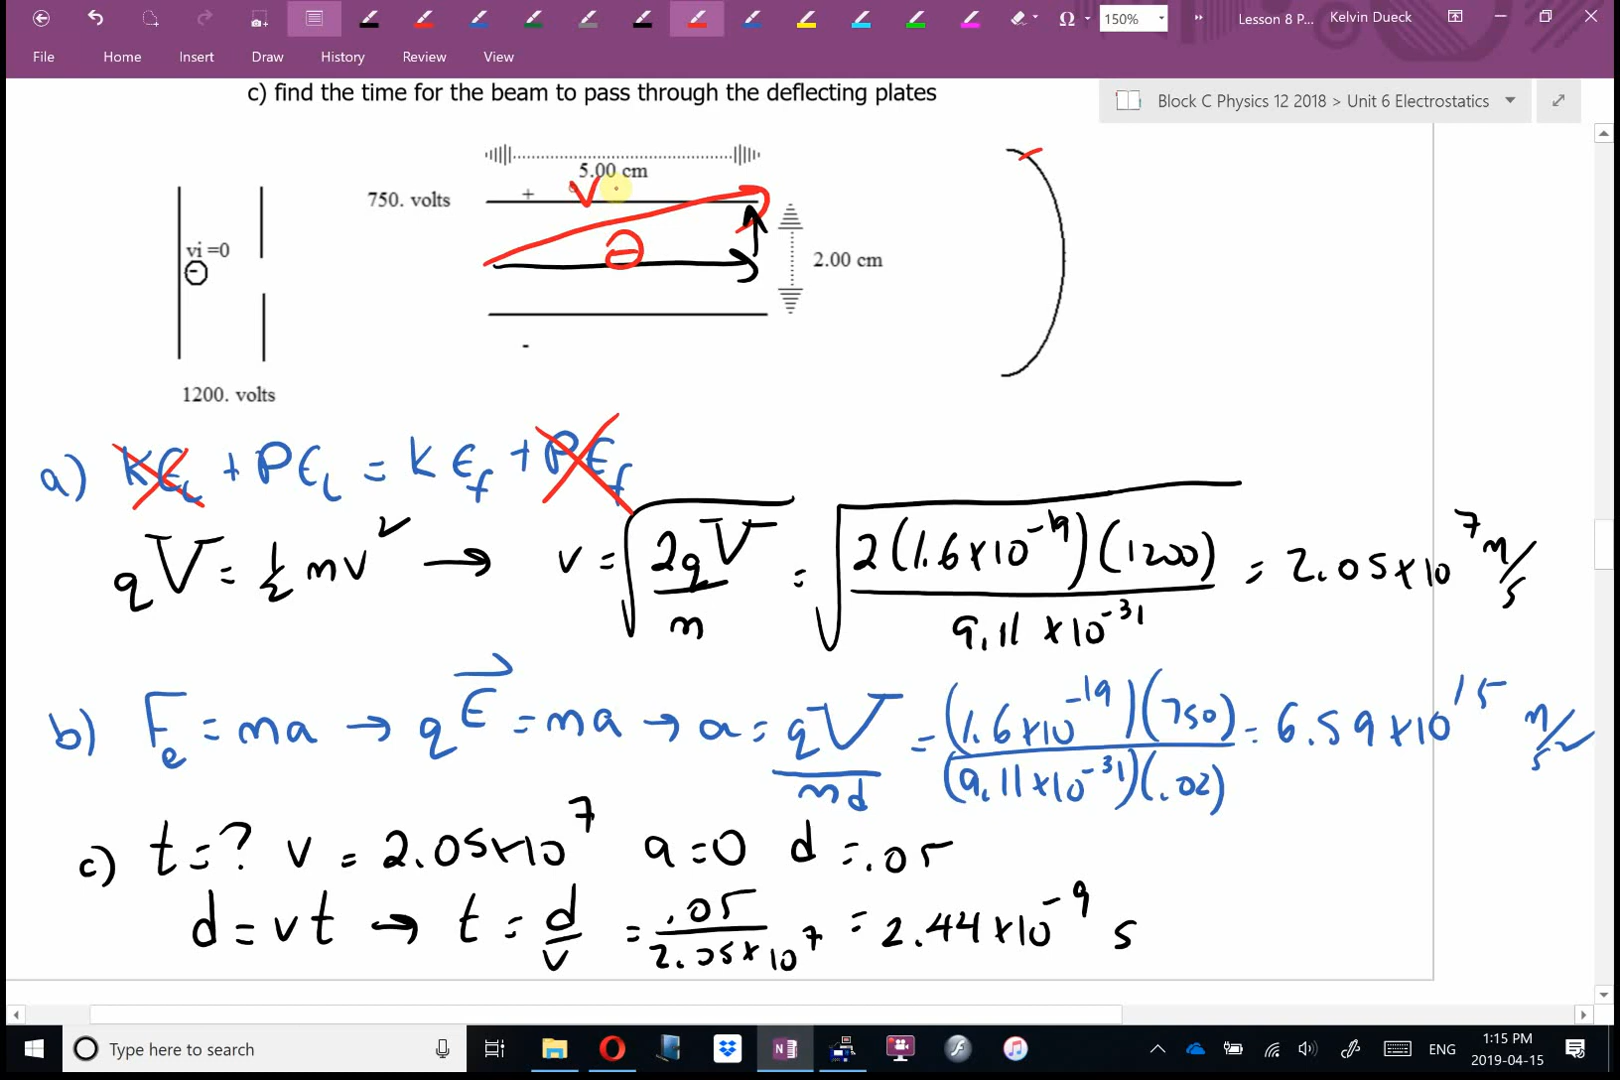 150%
Lesson 8 P...
Kelvin Dueck
File Home Insert Draw History Review View
c) find the time for the beam to pass through the deflecting plates
Block C Physics 12 2018 > Unit 6 Electrostatics
5.00 cm
750. volts
+
v
vi =0
-
θ
2.00 cm
-
1200. volts
a) KEi + PEi = KEf + PEf
qV = ½mv² → v = √(2qV/m) = √(2(1.6×10⁻¹⁹)(1200)/9.11×10⁻³¹) = 2.05×10⁷ m/s
b) Fe = ma → qE⃗ = ma → a = qV/md = (1.6×10⁻¹⁹)(750)/(9.11×10⁻³¹)(.02) = 6.59×10¹⁵ m/s²
c) t = ? v = 2.05×10⁷ a = 0 d = .05
d = vt → t = d/v = .05/2.05×10⁷ = 2.44×10⁻⁹ s
Type here to search
ENG
1:15 PM
2019-04-15